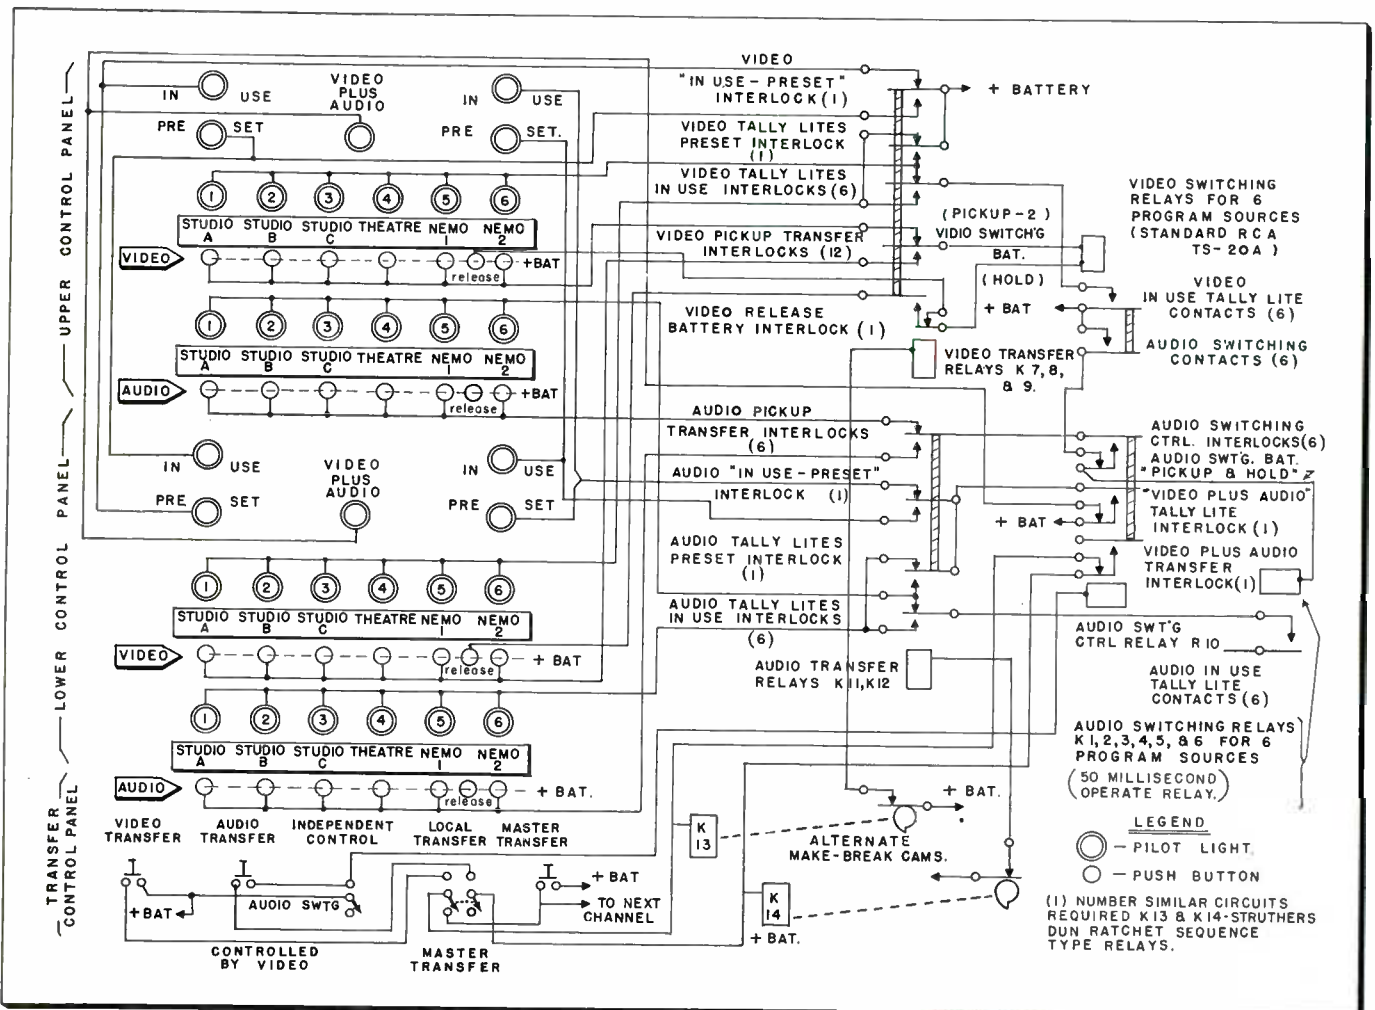 UPPER CONTROL PANEL
IN USE
VIDEO
PLUS
AUDIO
IN USE
PRE SET
PRE SET.
1 2 3 4 5 6
STUDIO A STUDIO B STUDIO C THEATRE NEMO 1 NEMO 2
VIDEO
release
+BAT
1 2 3 4 5 6
STUDIO A STUDIO B STUDIO C THEATRE NEMO 1 NEMO 2
AUDIO
release
+BAT
LOWER CONTROL PANEL
IN USE
VIDEO
PLUS
AUDIO
IN USE
PRE SET
PRE SET
1 2 3 4 5 6
STUDIO A STUDIO B STUDIO C THEATRE NEMO 1 NEMO 2
VIDEO
release
+ BAT
1 2 3 4 5 6
STUDIO A STUDIO B STUDIO C THEATRE NEMO 1 NEMO 2
AUDIO
release
+ BAT.
TRANSFER
CONTROL PANEL
VIDEO
TRANSFER
AUDIO
TRANSFER
INDEPENDENT
CONTROL
LOCAL
TRANSFER
MASTER
TRANSFER
+BAT
AUDIO SWTG
+ BAT
TO NEXT
CHANNEL
CONTROLLED
BY VIDEO
MASTER
TRANSFER
VIDEO
"IN USE-PRESET"
INTERLOCK (1)
+ BATTERY
VIDEO TALLY LITES
PRESET INTERLOCK
(1)
VIDEO TALLY LITES
IN USE INTERLOCKS (6)
VIDEO PICKUP TRANSFER
INTERLOCKS (12)
(PICKUP-2)
VIDIO SWITCH'G
BAT.
(HOLD)
VIDEO SWITCHING
RELAYS FOR 6
PROGRAM SOURCES
(STANDARD RCA
TS-20A)
VIDEO RELEASE
BATTERY INTERLOCK (1)
+ BAT
VIDEO
IN USE TALLY LITE
CONTACTS (6)
AUDIO SWITCHING
CONTACTS (6)
VIDEO TRANSFER
RELAYS K 7, 8,
& 9.
AUDIO PICKUP
TRANSFER INTERLOCKS
(6)
AUDIO "IN USE-PRESET"
INTERLOCK (1)
AUDIO TALLY LITES
PRESET INTERLOCK
(1)
AUDIO TALLY LITES
IN USE INTERLOCKS
(6)
AUDIO TRANSFER
RELAYS K11, K12
AUDIO SWITCHING
CTRL. INTERLOCKS(6)
AUDIO SWT'G. BAT.
"PICKUP & HOLD"
"VIDEO PLUS AUDIO"
TALLY LITE
INTERLOCK (1)
+ BAT
VIDEO PLUS AUDIO
TRANSFER
INTERLOCK(1)
AUDIO SWT'G
CTRL RELAY R10
AUDIO IN USE
TALLY LITE
CONTACTS (6)
AUDIO SWITCHING RELAYS
K1, 2, 3, 4, 5, & 6 FOR 6
PROGRAM SOURCES
(50 MILLISECOND
OPERATE RELAY.)
+ BAT.
K
13
ALTERNATE
MAKE-BREAK CAMS.
K
14
+ BAT.
LEGEND
- PILOT LIGHT.
- PUSH BUTTON
(1) NUMBER SIMILAR CIRCUITS
REQUIRED K13 & K14-STRUTHERS
DUN RATCHET SEQUENCE
TYPE RELAYS.